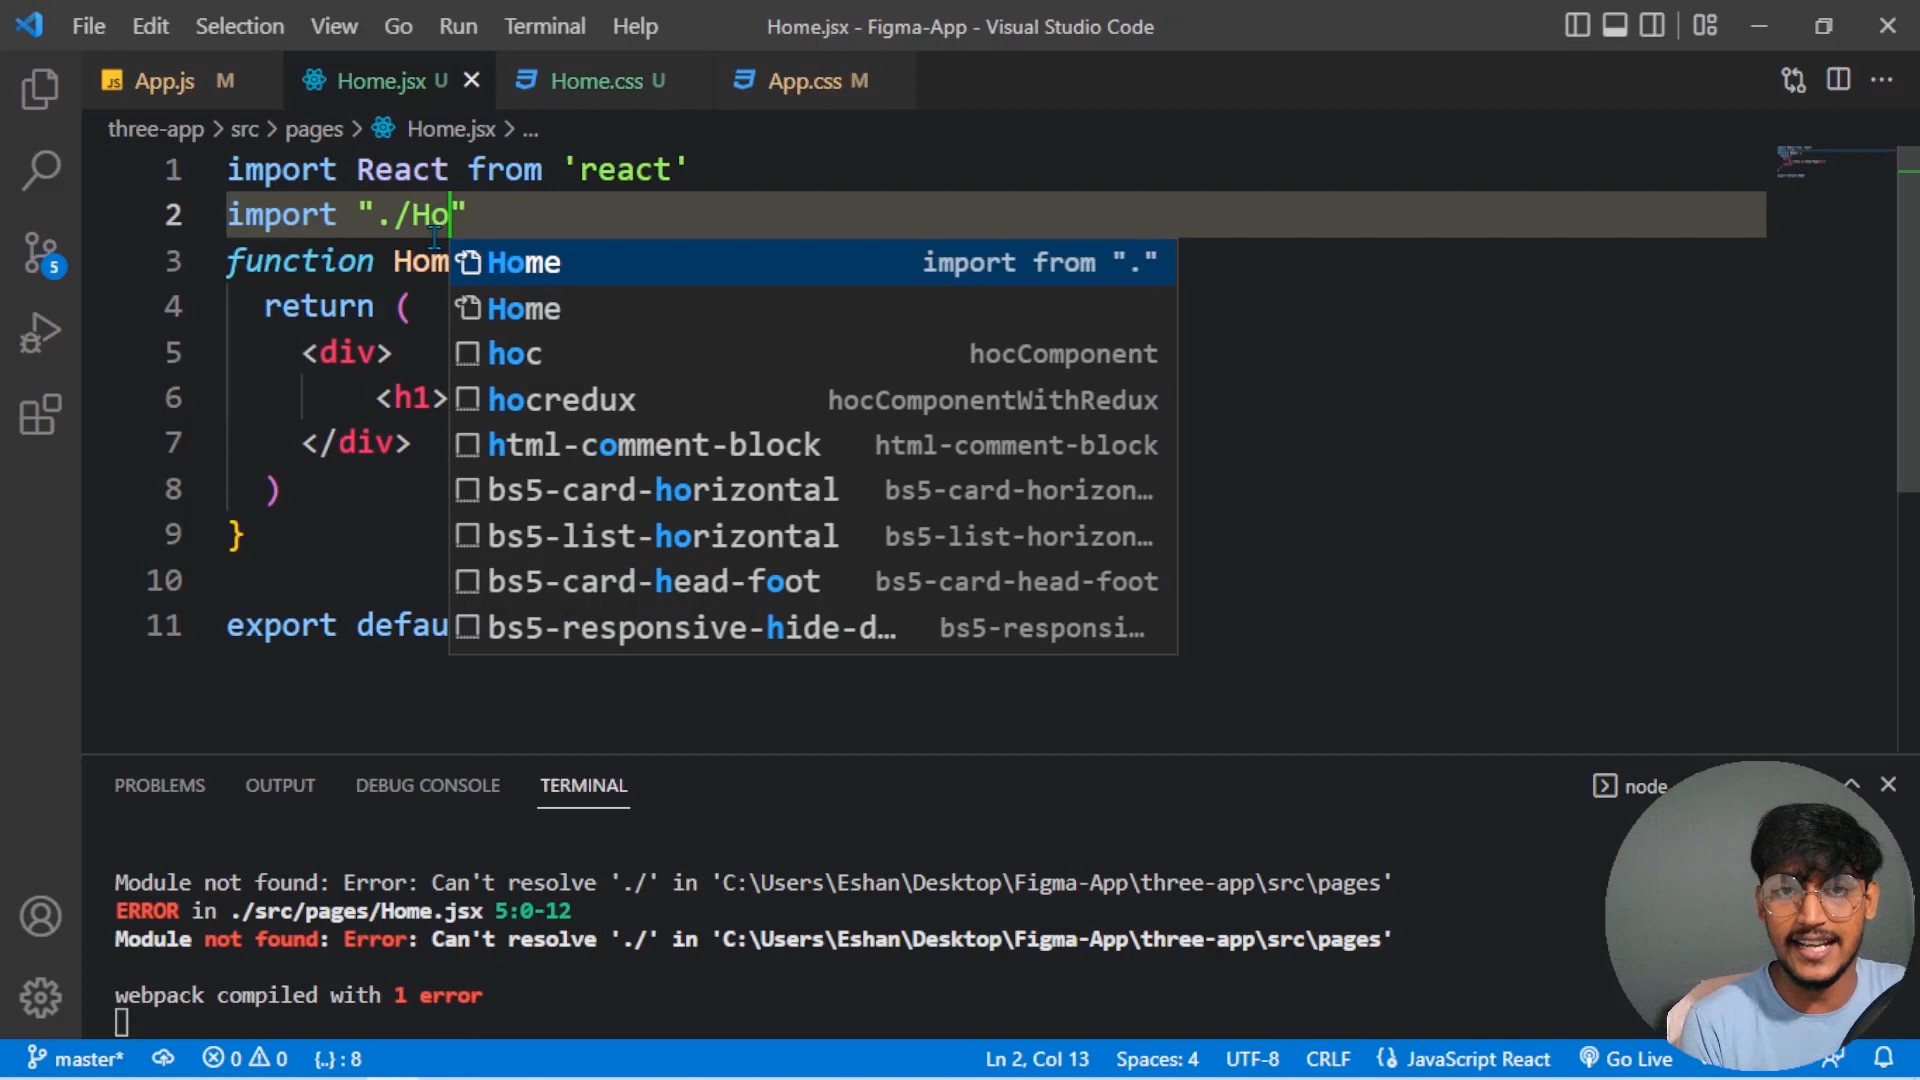 File Edit Selection View Go Run Terminal Help Home.jsx - Figma-App - Visual Studio Code
JS App.js M Home.jsx U Home.css U App.css M
three-app > src > pages > Home.jsx > ...
1 import React from 'react'
2 import "./Ho"
3 function Hom
4 return (
5 <div>
6 <h1>
7 </div>
8 )
9 }
10
11 export defau
Home import from "."
Home
hoc hocComponent
hocredux hocComponentWithRedux
html-comment-block html-comment-block
bs5-card-horizontal bs5-card-horizon...
bs5-list-horizontal bs5-list-horizon...
bs5-card-head-foot bs5-card-head-foot
bs5-responsive-hide-d... bs5-responsi...
5
PROBLEMS OUTPUT DEBUG CONSOLE TERMINAL node
Module not found: Error: Can't resolve './' in 'C:\Users\Eshan\Desktop\Figma-App\three-app\src\pages'
ERROR in ./src/pages/Home.jsx 5:0-12
Module not found: Error: Can't resolve './' in 'C:\Users\Eshan\Desktop\Figma-App\three-app\src\pages'
webpack compiled with 1 error
master* 0 0 {..} : 8 Ln 2, Col 13 Spaces: 4 UTF-8 CRLF JavaScript React Go Live